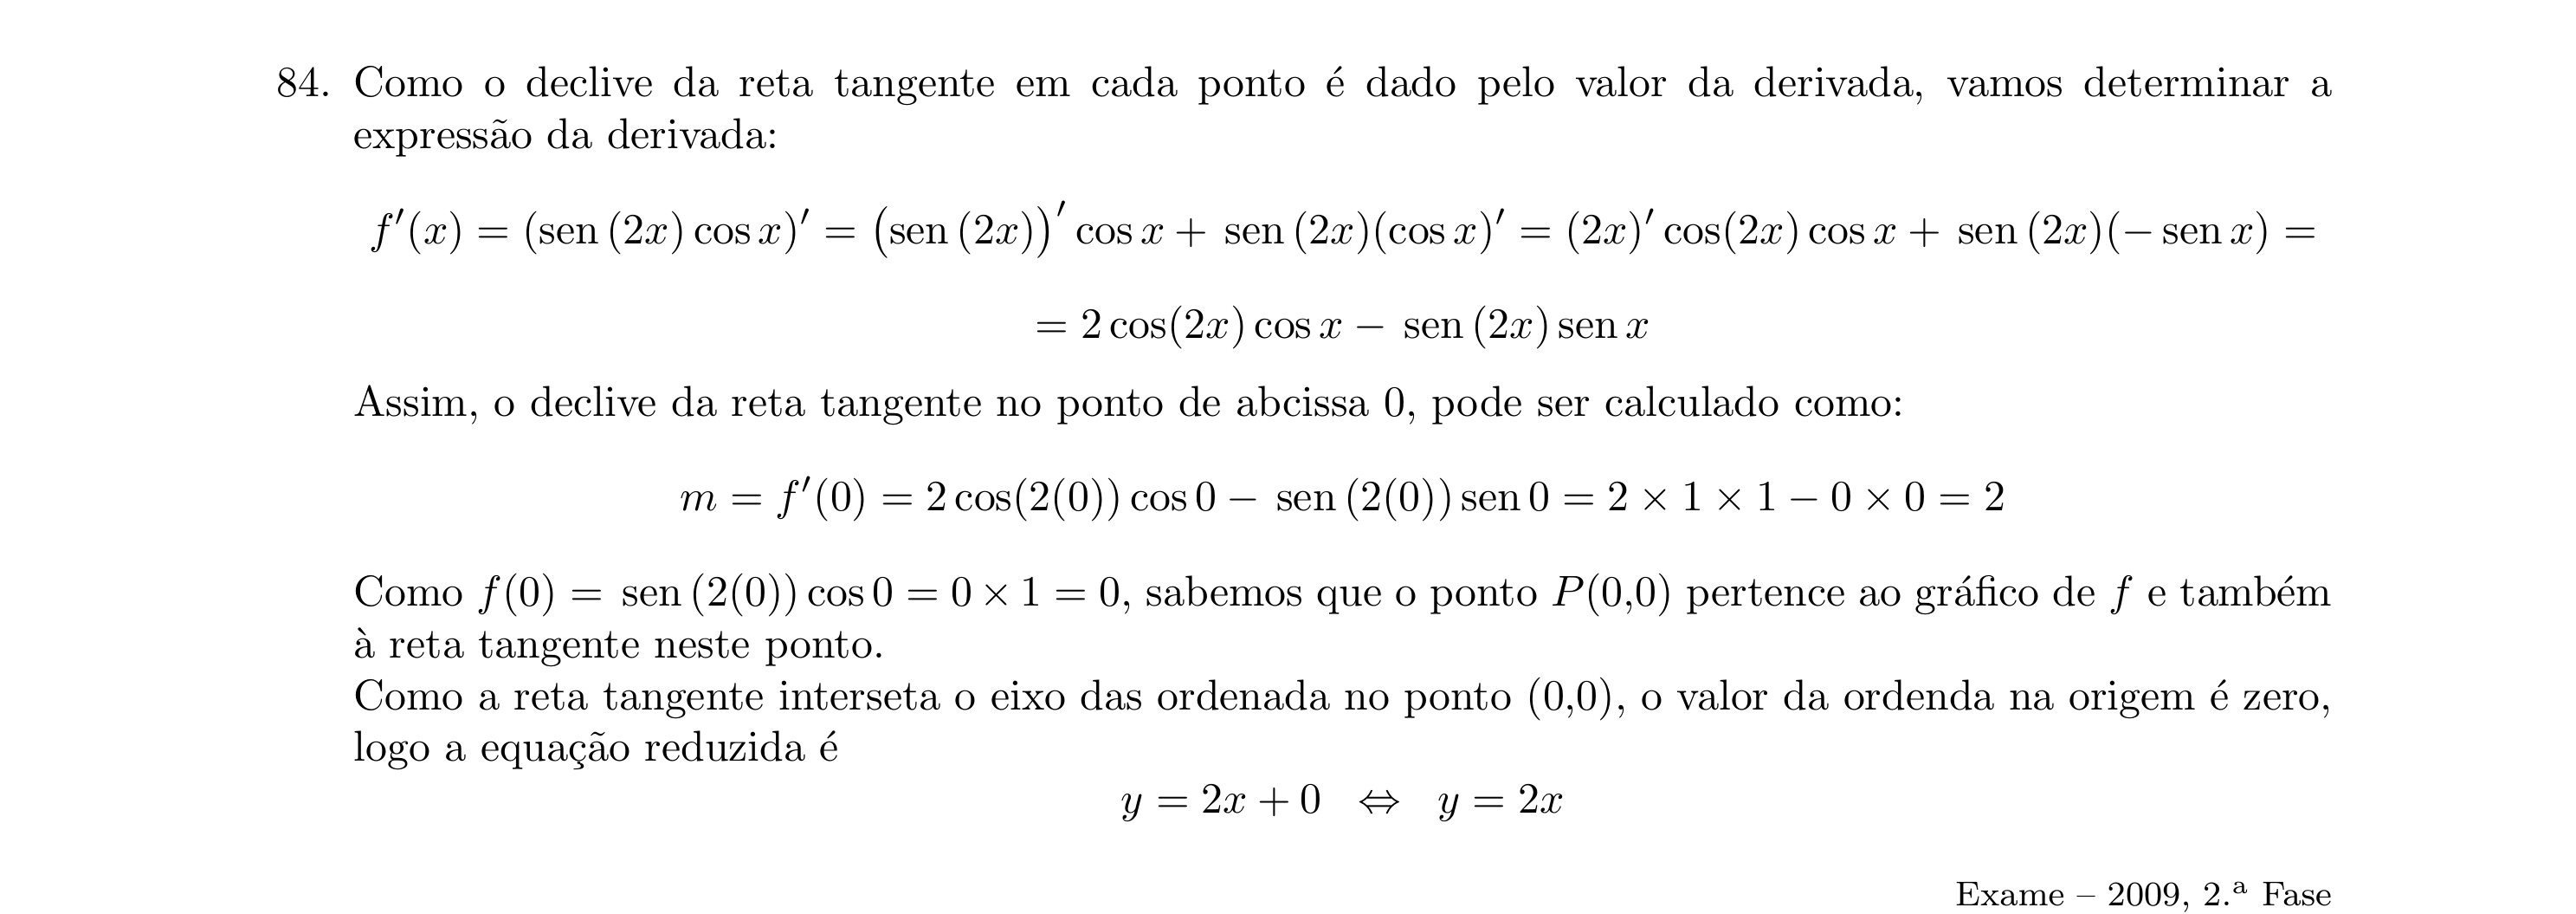 84. Como o declive da reta tangente em cada ponto é dado pelo valor da derivada, vamos determinar a
expressão da derivada:
f′(x) = (sen (2x) cos x)′ = (sen (2x))′ cos x + sen (2x)(cos x)′ = (2x)′ cos(2x) cos x + sen (2x)(− sen x) =
= 2 cos(2x) cos x − sen (2x) sen x
Assim, o declive da reta tangente no ponto de abcissa 0, pode ser calculado como:
m = f′(0) = 2 cos(2(0)) cos 0 − sen (2(0)) sen 0 = 2 × 1 × 1 − 0 × 0 = 2
Como f(0) = sen (2(0)) cos 0 = 0 × 1 = 0, sabemos que o ponto P(0,0) pertence ao gráfico de f e também
à reta tangente neste ponto.
Como a reta tangente interseta o eixo das ordenada no ponto (0,0), o valor da ordenda na origem é zero,
logo a equação reduzida é
y = 2x + 0 ⇔ y = 2x
Exame – 2009, 2.ª Fase